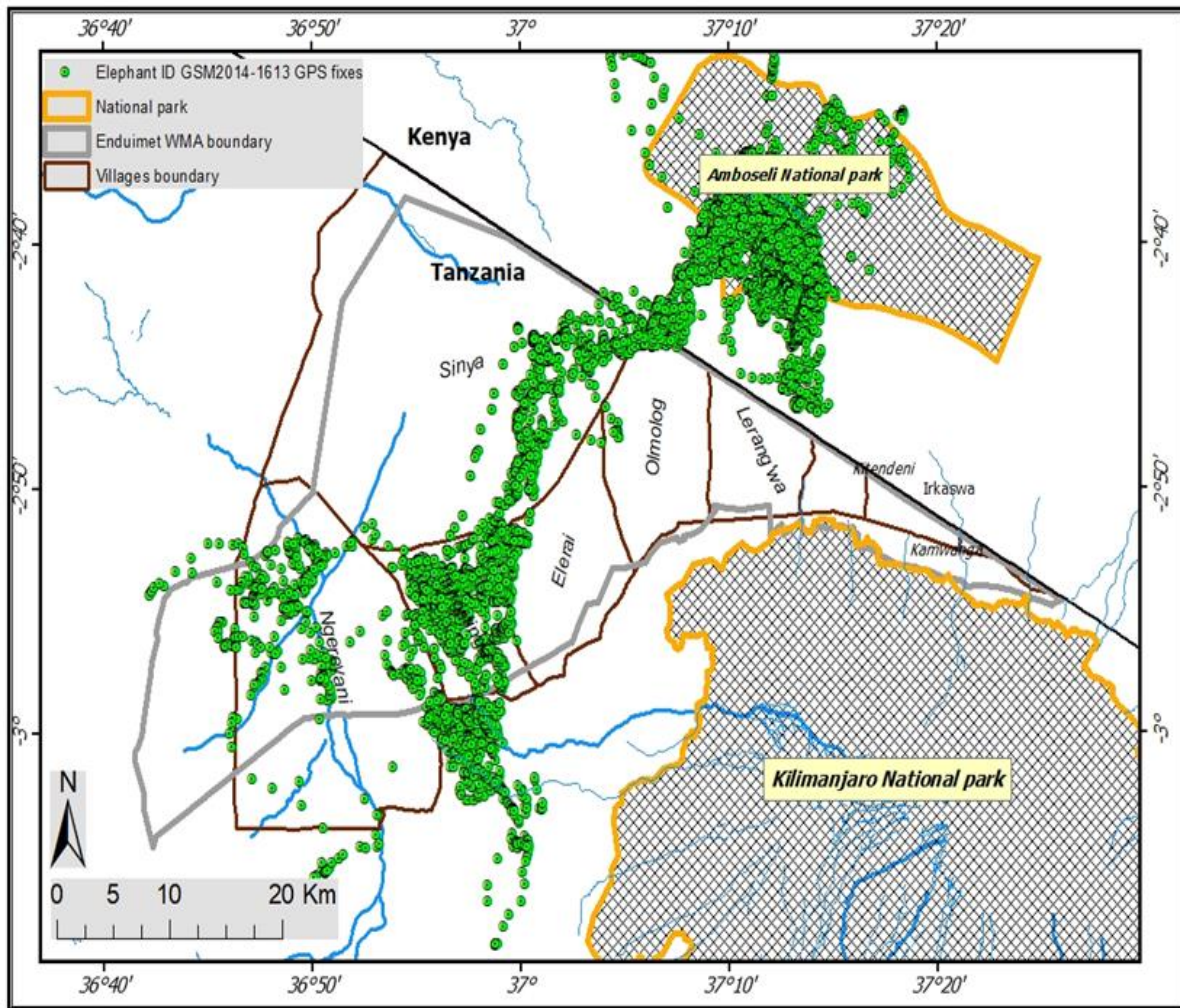 36°40' 36°50' 37° 37°10' 37°20'
Elephant ID GSM2014-1613 GPS fixes
National park
Enduimet WMA boundary
Villages boundary
Kenya
Amboseli National park
-2°40' -2°40'
Tanzania
Sinya
Olmolog
Lerang'wa
Kitendeni
Irkaswa
-2°50' -2°50'
Elerai
Kamwanga
Ngereyani
-3° -3°
Kilimanjaro National park
N
0 5 10 20 Km
36°40' 36°50' 37° 37°10' 37°20'